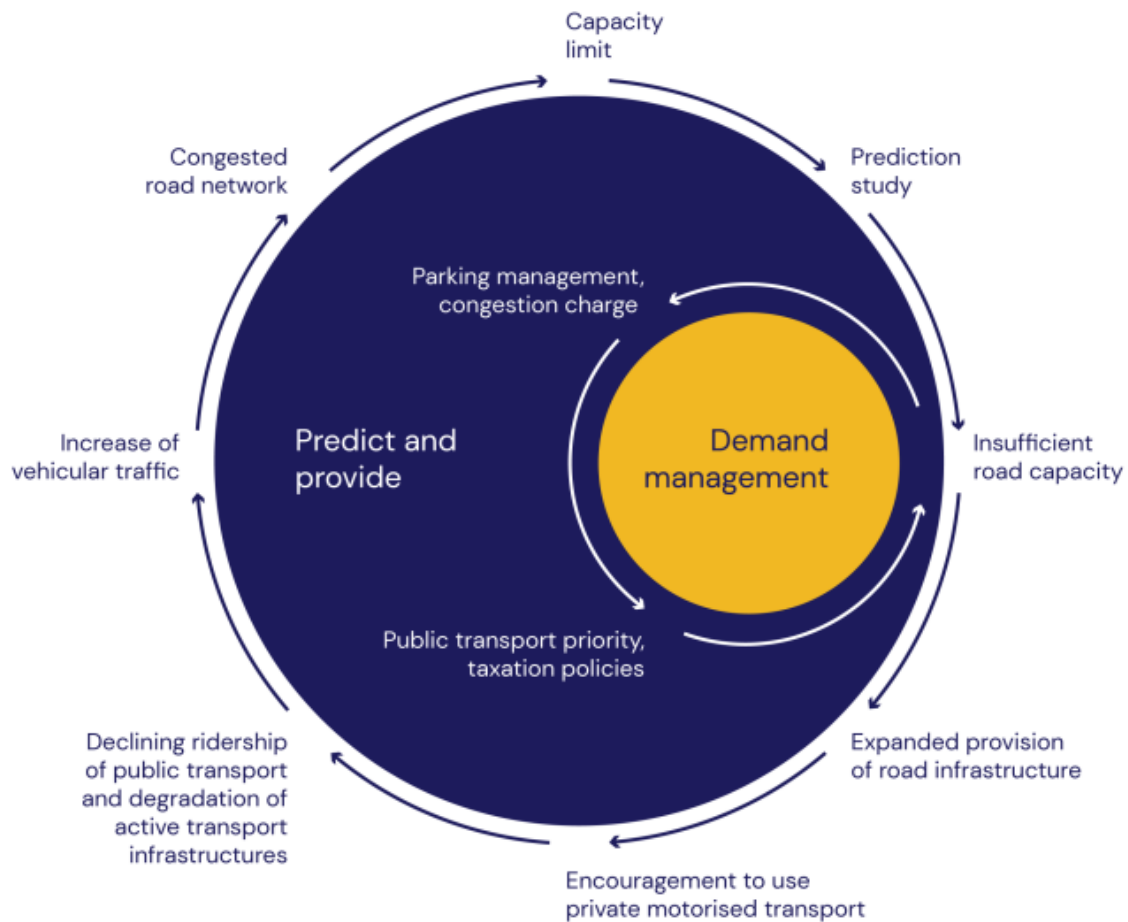 Capacity
limit
Prediction
study
Insufficient
road capacity
Expanded provision
of road infrastructure
Encouragement to use
private motorised transport
Declining ridership
of public transport
and degradation of
active transport
infrastructures
Increase of
vehicular traffic
Congested
road network
Predict and
provide
Parking management,
congestion charge
Demand
management
Public transport priority,
taxation policies